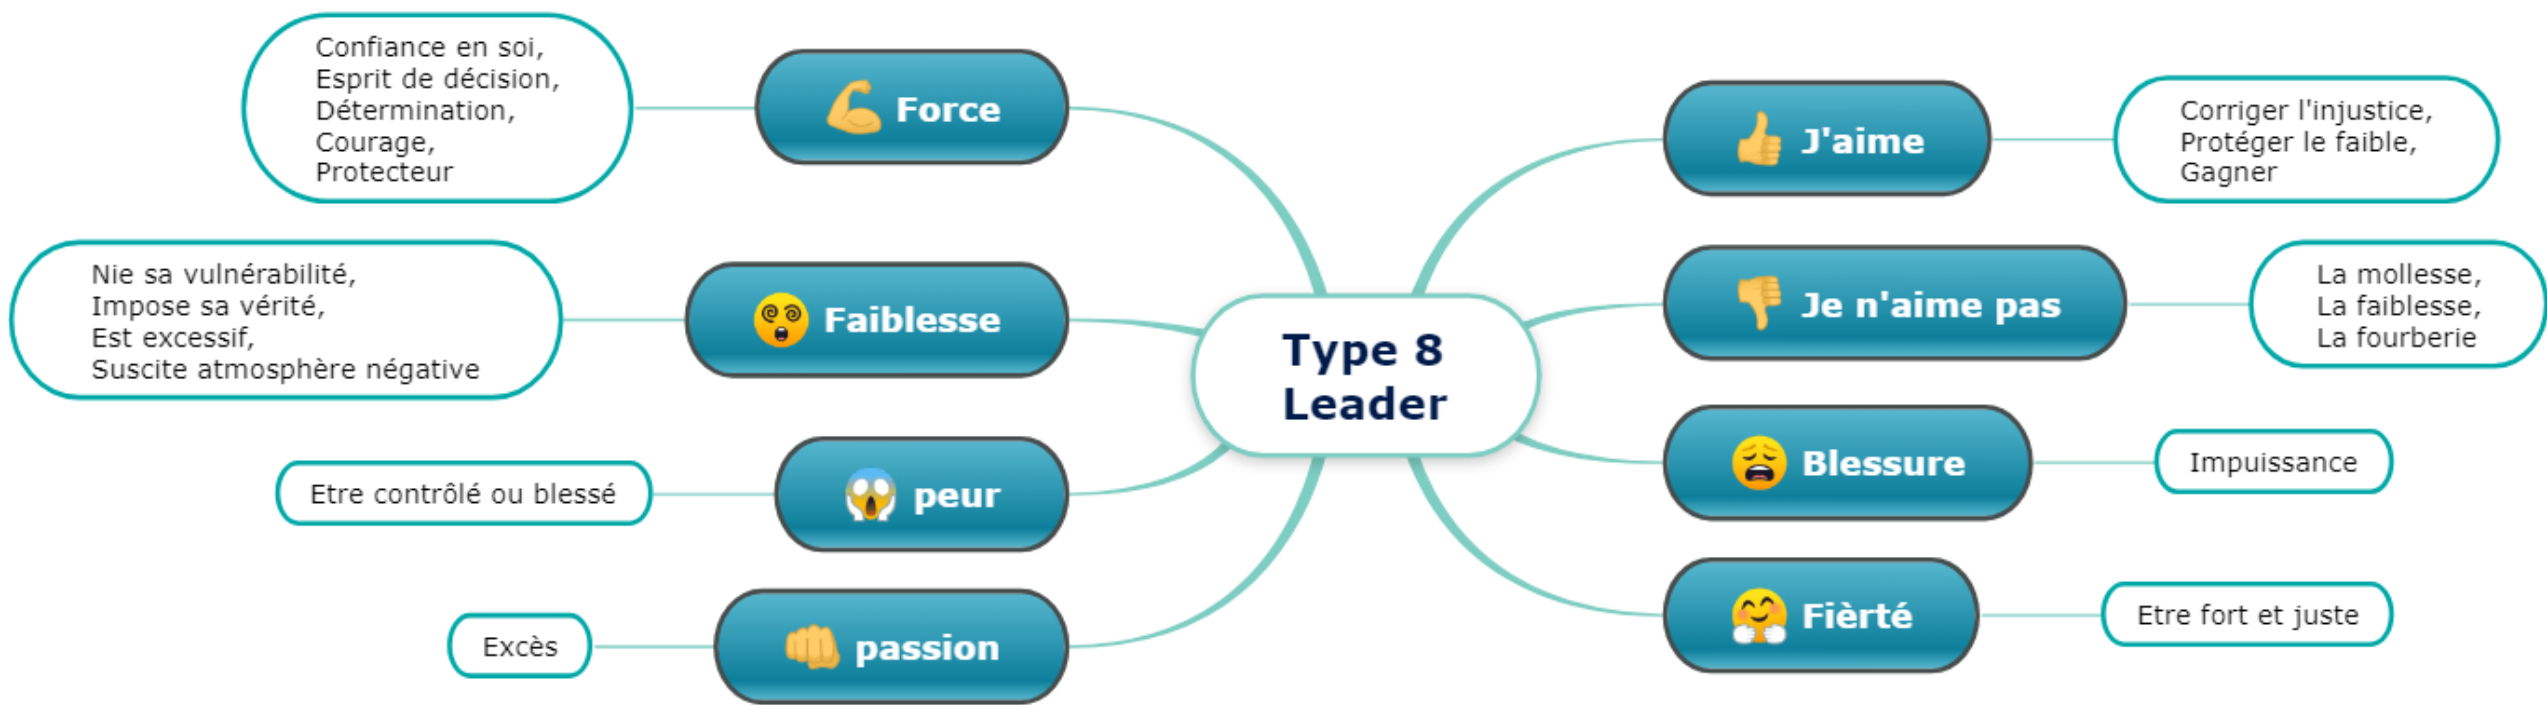 Type 8
Leader
Force
Confiance en soi,
Esprit de décision,
Détermination,
Courage,
Protecteur
Faiblesse
Nie sa vulnérabilité,
Impose sa vérité,
Est excessif,
Suscite atmosphère négative
peur
Etre contrôlé ou blessé
passion
Excès
J'aime
Corriger l'injustice,
Protéger le faible,
Gagner
Je n'aime pas
La mollesse,
La faiblesse,
La fourberie
Blessure
Impuissance
Fièrté
Etre fort et juste